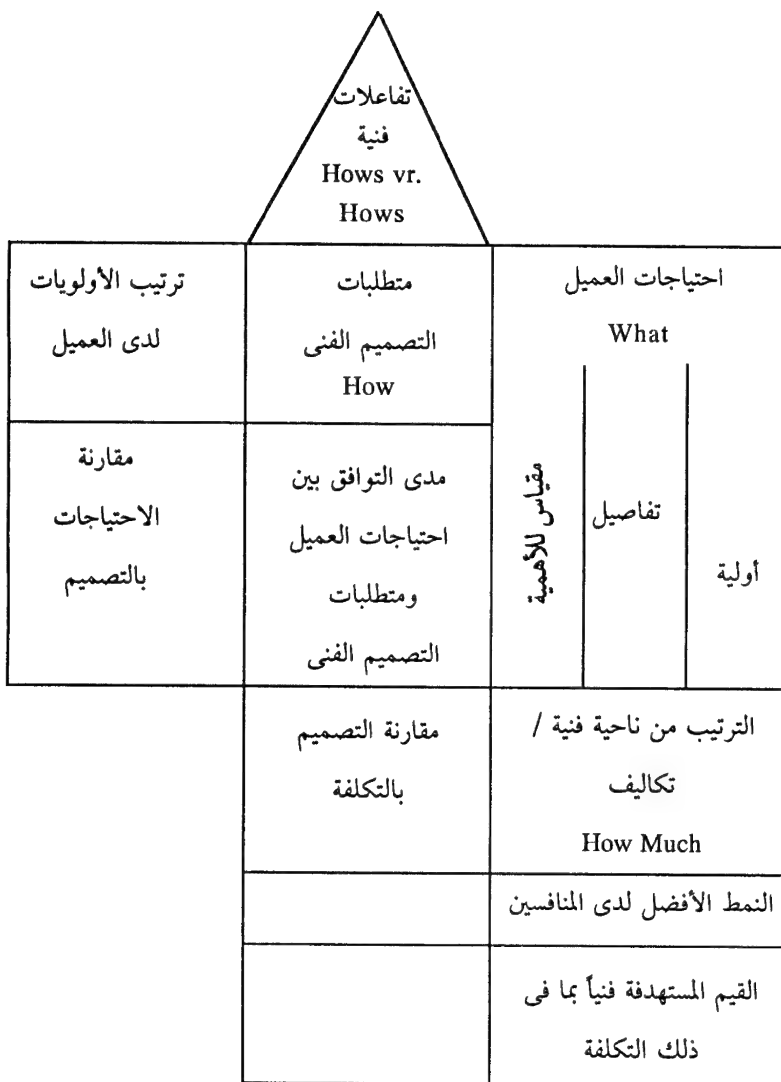 تفاعلات
فنية
Hows vr.
Hows
احتياجات العميل
What
أولية
تفاصيل
مقياس للأهمية
متطلبات
التصميم الفنى
How
ترتيب الأولويات
لدى العميل
مدى التوافق بين
احتياجات العميل
ومتطلبات
التصميم الفنى
مقارنة
الاحتياجات
بالتصميم
الترتيب من ناحية فنية /
تكاليف
How Much
مقارنة التصميم
بالتكلفة
النمط الأفضل لدى المنافسين
القيم المستهدفة فنياً بما فى
ذلك التكلفة